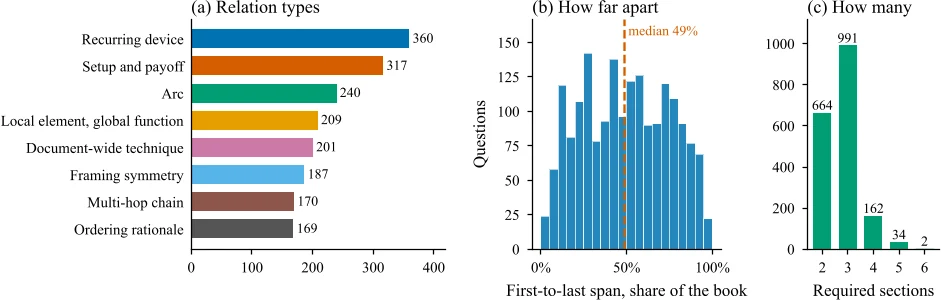 (a) Relation types
Recurring device 360
Setup and payoff 317
Arc 240
Local element, global function 209
Document-wide technique 201
Framing symmetry 187
Multi-hop chain 170
Ordering rationale 169
0 100 200 300 400
(b) How far apart
median 49%
Questions
150
125
100
75
50
25
0
0% 50% 100%
First-to-last span, share of the book
(c) How many
1000
800
600
400
200
0
664
991
162
34
2
2 3 4 5 6
Required sections